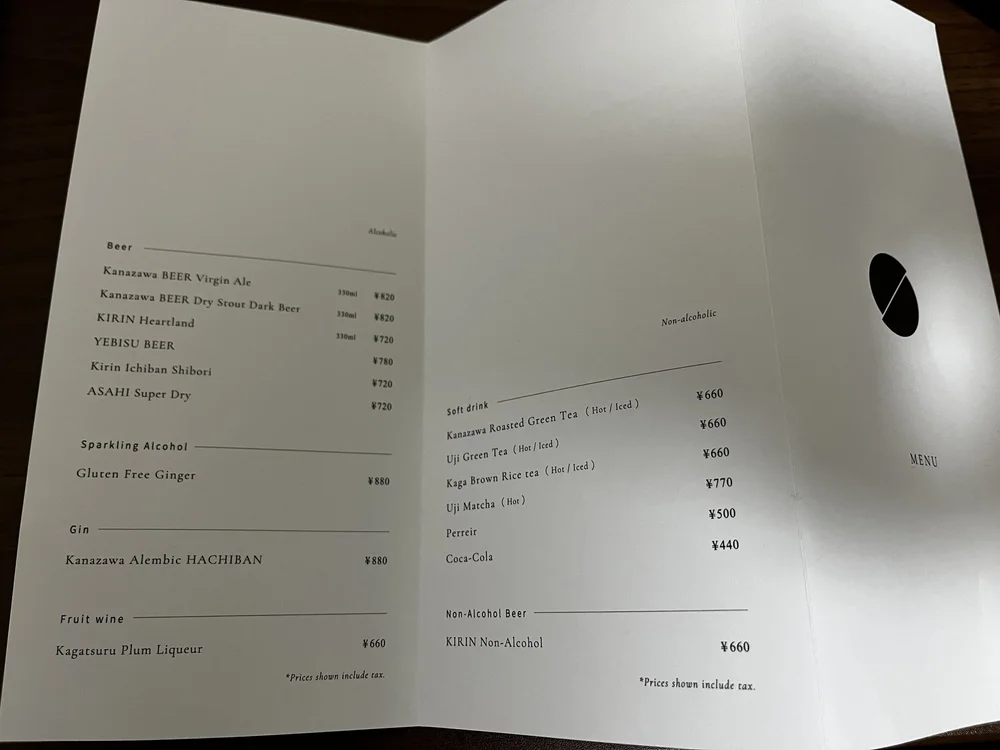 Alcoholic
Beer
Kanazawa BEER Virgin Ale 330ml ¥820
Kanazawa BEER Dry Stout Dark Beer 330ml ¥820
KIRIN Heartland 330ml ¥720
YEBISU BEER ¥780
Kirin Ichiban Shibori ¥720
ASAHI Super Dry ¥720
Sparkling Alcohol
Gluten Free Ginger ¥880
Gin
Kanazawa Alembic HACHIBAN ¥880
Fruit wine
Kagatsuru Plum Liqueur ¥660
*Prices shown include tax.
Non-alcoholic
Soft drink
Kanazawa Roasted Green Tea ( Hot / Iced ) ¥660
Uji Green Tea ( Hot / Iced ) ¥660
Kaga Brown Rice tea ( Hot / Iced ) ¥660
Uji Matcha ( Hot ) ¥770
Perreir ¥500
Coca-Cola ¥440
Non-Alcohol Beer
KIRIN Non-Alcohol ¥660
*Prices shown include tax.
MENU